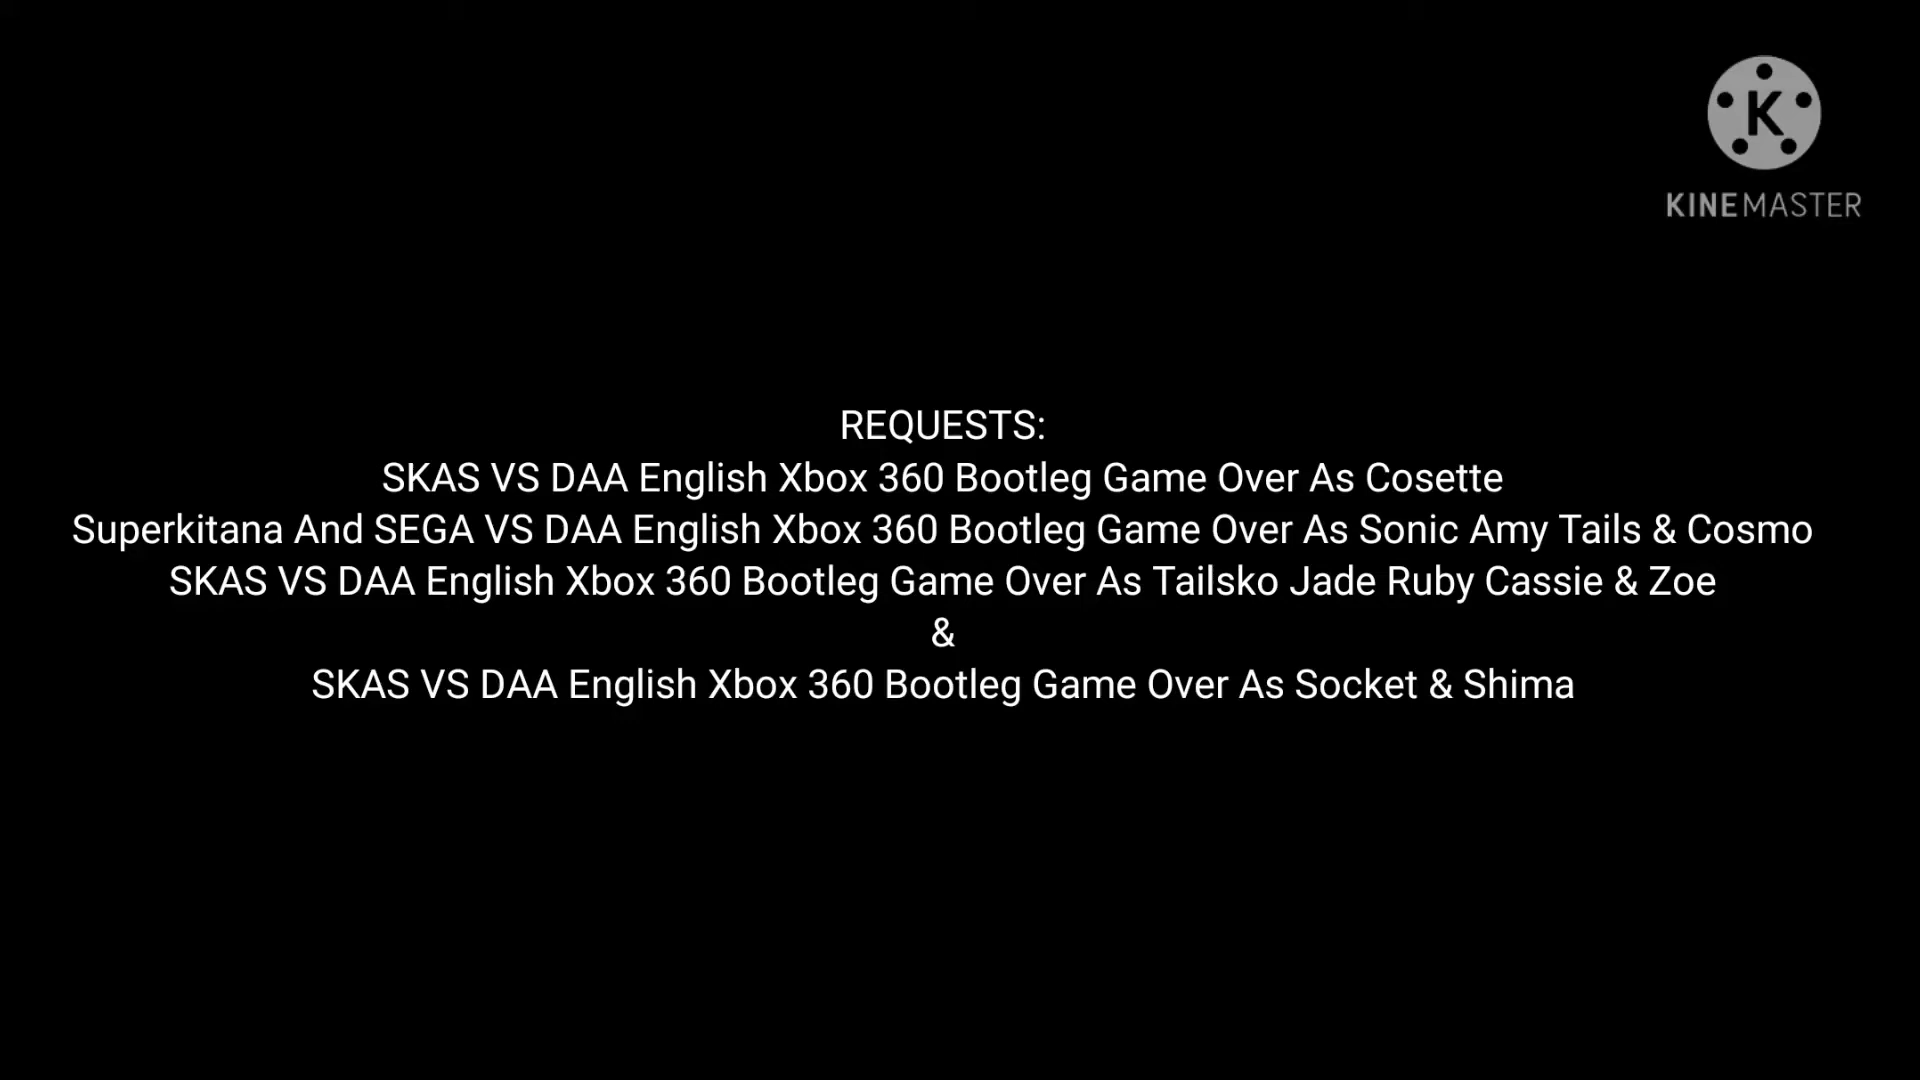 K
KINEMASTER
REQUESTS:
SKAS VS DAA English Xbox 360 Bootleg Game Over As Cosette
Superkitana And SEGA VS DAA English Xbox 360 Bootleg Game Over As Sonic Amy Tails & Cosmo
SKAS VS DAA English Xbox 360 Bootleg Game Over As Tailsko Jade Ruby Cassie & Zoe
&
SKAS VS DAA English Xbox 360 Bootleg Game Over As Socket & Shima